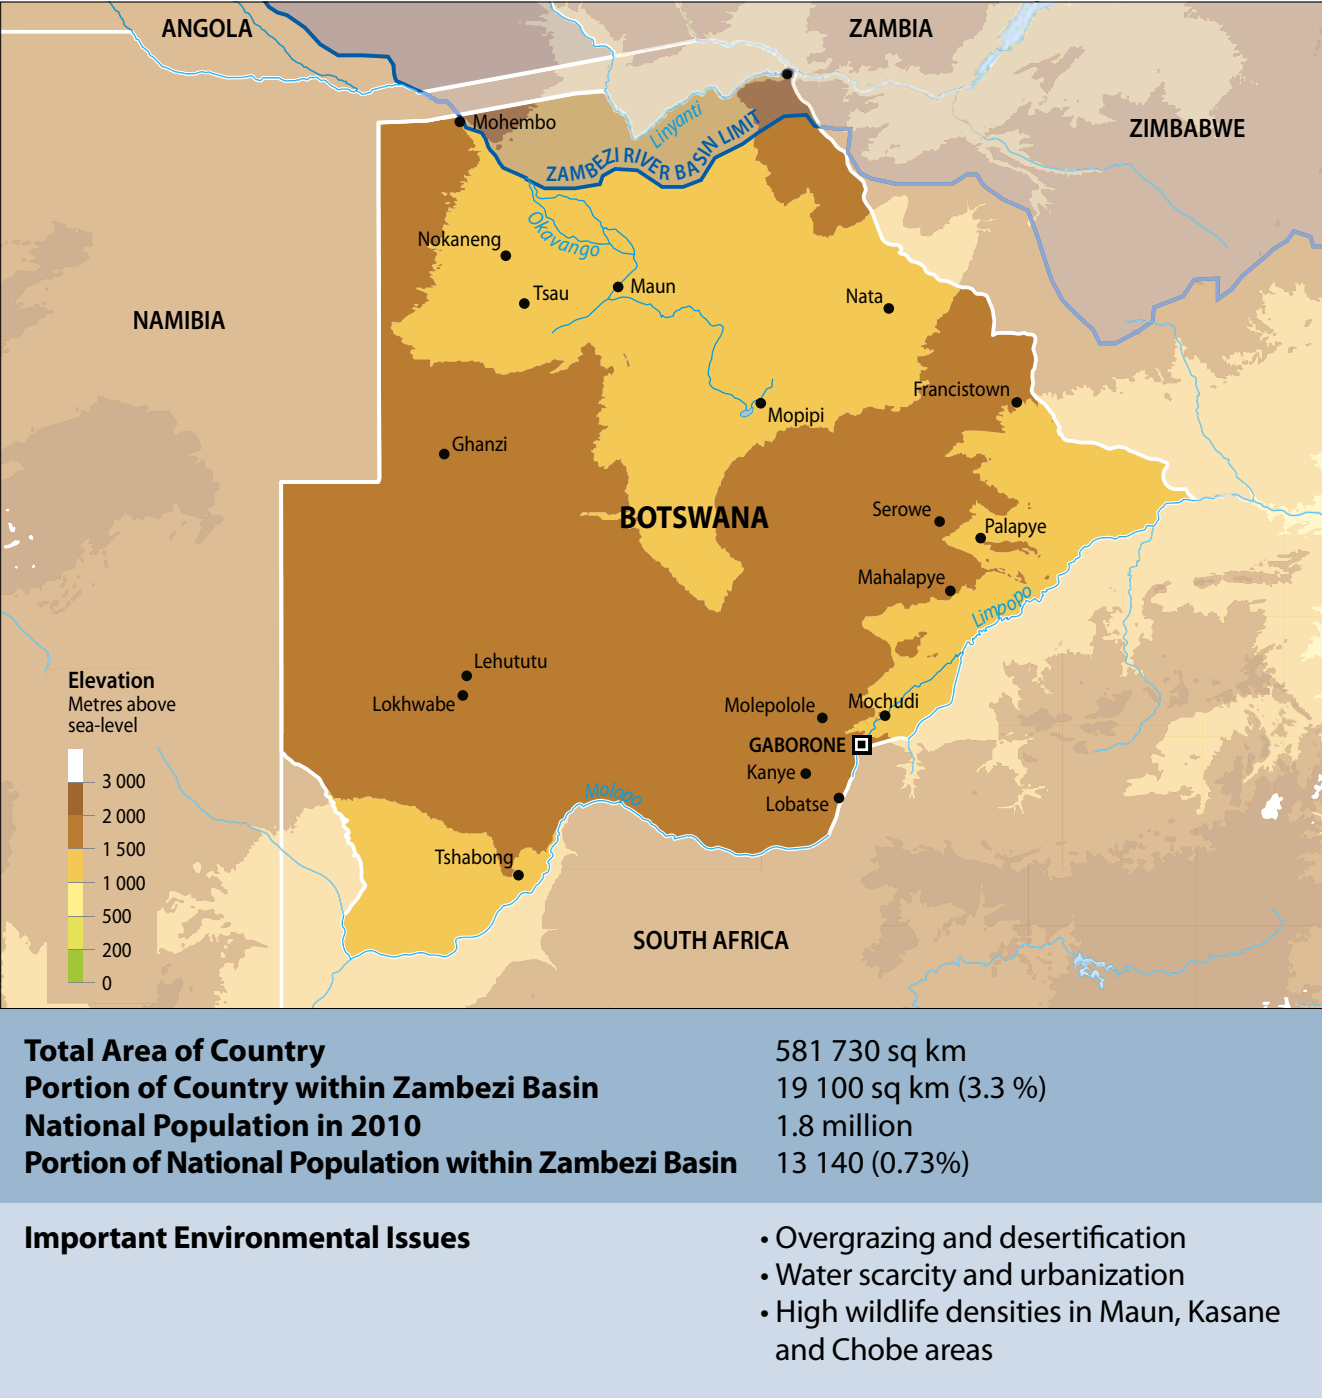 ANGOLA
ZAMBIA
Mohembo
Linyanti
ZIMBABWE
ZAMBEZI RIVER BASIN LIMIT
Okavango
Nokaneng
Tsau
Maun
Nata
NAMIBIA
Francistown
Mopipi
Ghanzi
BOTSWANA
Serowe
Palapye
Mahalapye
Limpopo
Lehututu
Lokhwabe
Molepolole
Mochudi
GABORONE
Kanye
Lobatse
Molopo
Tshabong
SOUTH AFRICA
Elevation
Metres above
sea-level
3 000
2 000
1 500
1 000
500
200
0
Total Area of Country 581 730 sq km
Portion of Country within Zambezi Basin 19 100 sq km (3.3 %)
National Population in 2010 1.8 million
Portion of National Population within Zambezi Basin 13 140 (0.73%)
Important Environmental Issues • Overgrazing and desertification
• Water scarcity and urbanization
• High wildlife densities in Maun, Kasane
and Chobe areas